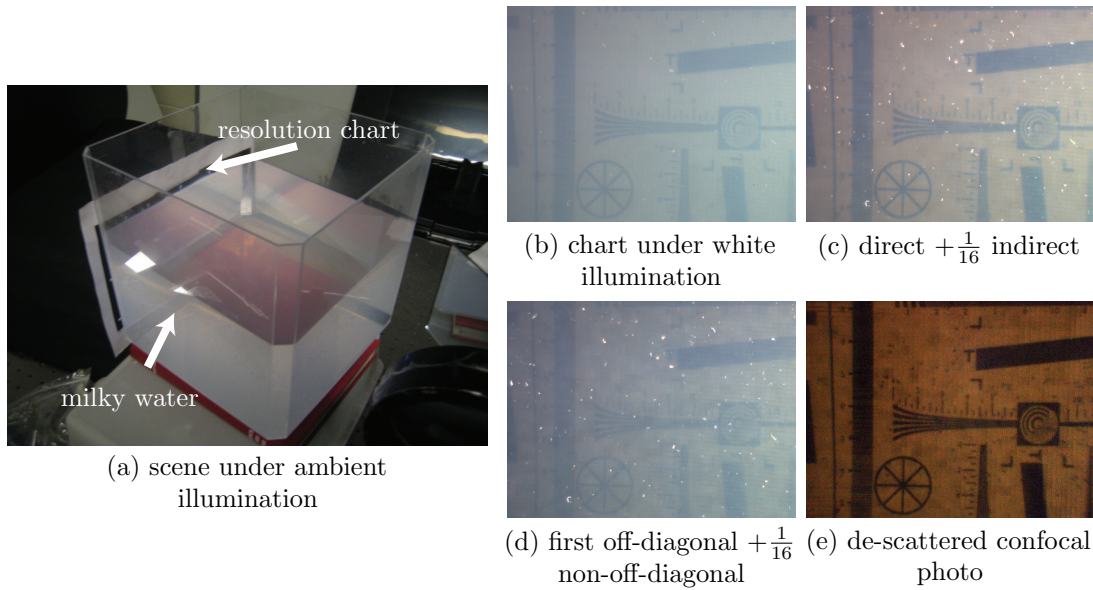 resolution chart
milky water
(a) scene under ambient
illumination
(b) chart under white
illumination
(c) direct +1/16 indirect
(d) first off-diagonal +1/16
non-off-diagonal
(e) de-scattered confocal
photo